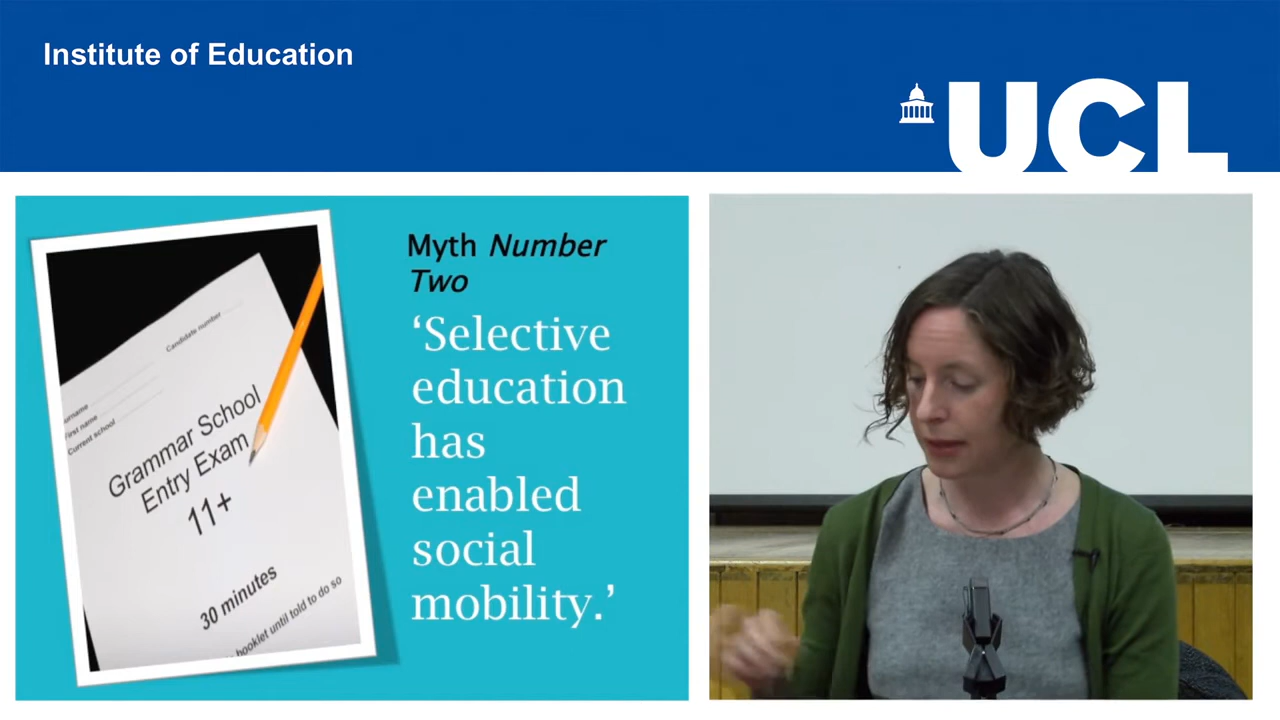 Institute of Education
UCL
Myth Number
Two
‘Selective
education
has
enabled
social
mobility.’
Candidate number
urname
First name
Current school
Grammar School
Entry Exam
11+
30 minutes
booklet until told to do so